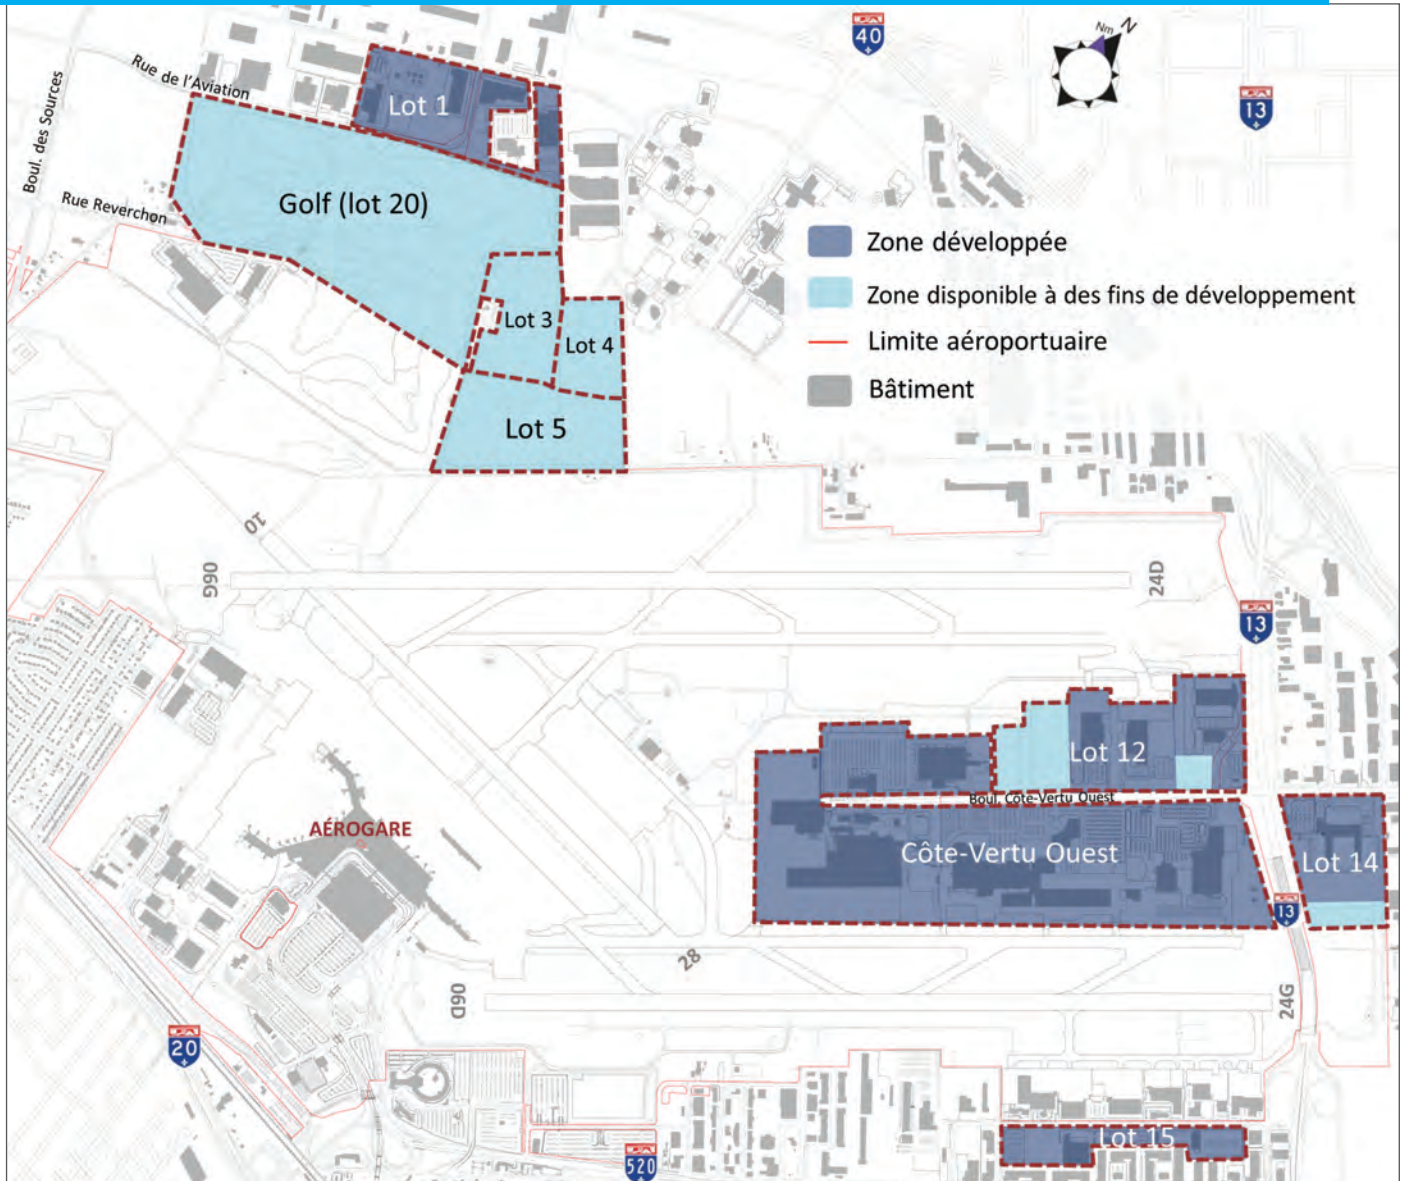 40
Nm
N
13
Boul. des Sources
Rue de l'Aviation
Lot 1
Golf (lot 20)
Rue Reverchon
Zone développée
Zone disponible à des fins de développement
Limite aéroportuaire
Bâtiment
Lot 3
Lot 4
Lot 5
10
06G
24D
13
Lot 12
Boul. Côte-Vertu Ouest
AÉROGARE
Côte-Vertu Ouest
Lot 14
13
28
06D
24G
20
520
Lot 15